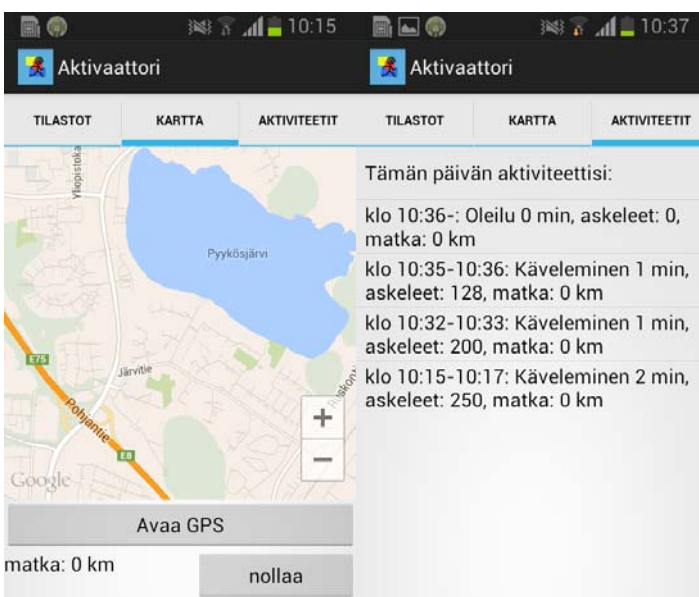 10:15
Aktivaattori
TILASTOT KARTTA AKTIVITEETIT
Yliopistoka
Pyykösjärvi
E75
Järvitie
Pohjantie
E8
Ruskont
+
−
Google
Avaa GPS
matka: 0 km
nollaa
10:37
Aktivaattori
TILASTOT KARTTA AKTIVITEETIT
Tämän päivän aktiviteettisi:
klo 10:36-: Oleilu 0 min, askeleet: 0,
matka: 0 km
klo 10:35-10:36: Käveleminen 1 min,
askeleet: 128, matka: 0 km
klo 10:32-10:33: Käveleminen 1 min,
askeleet: 200, matka: 0 km
klo 10:15-10:17: Käveleminen 2 min,
askeleet: 250, matka: 0 km